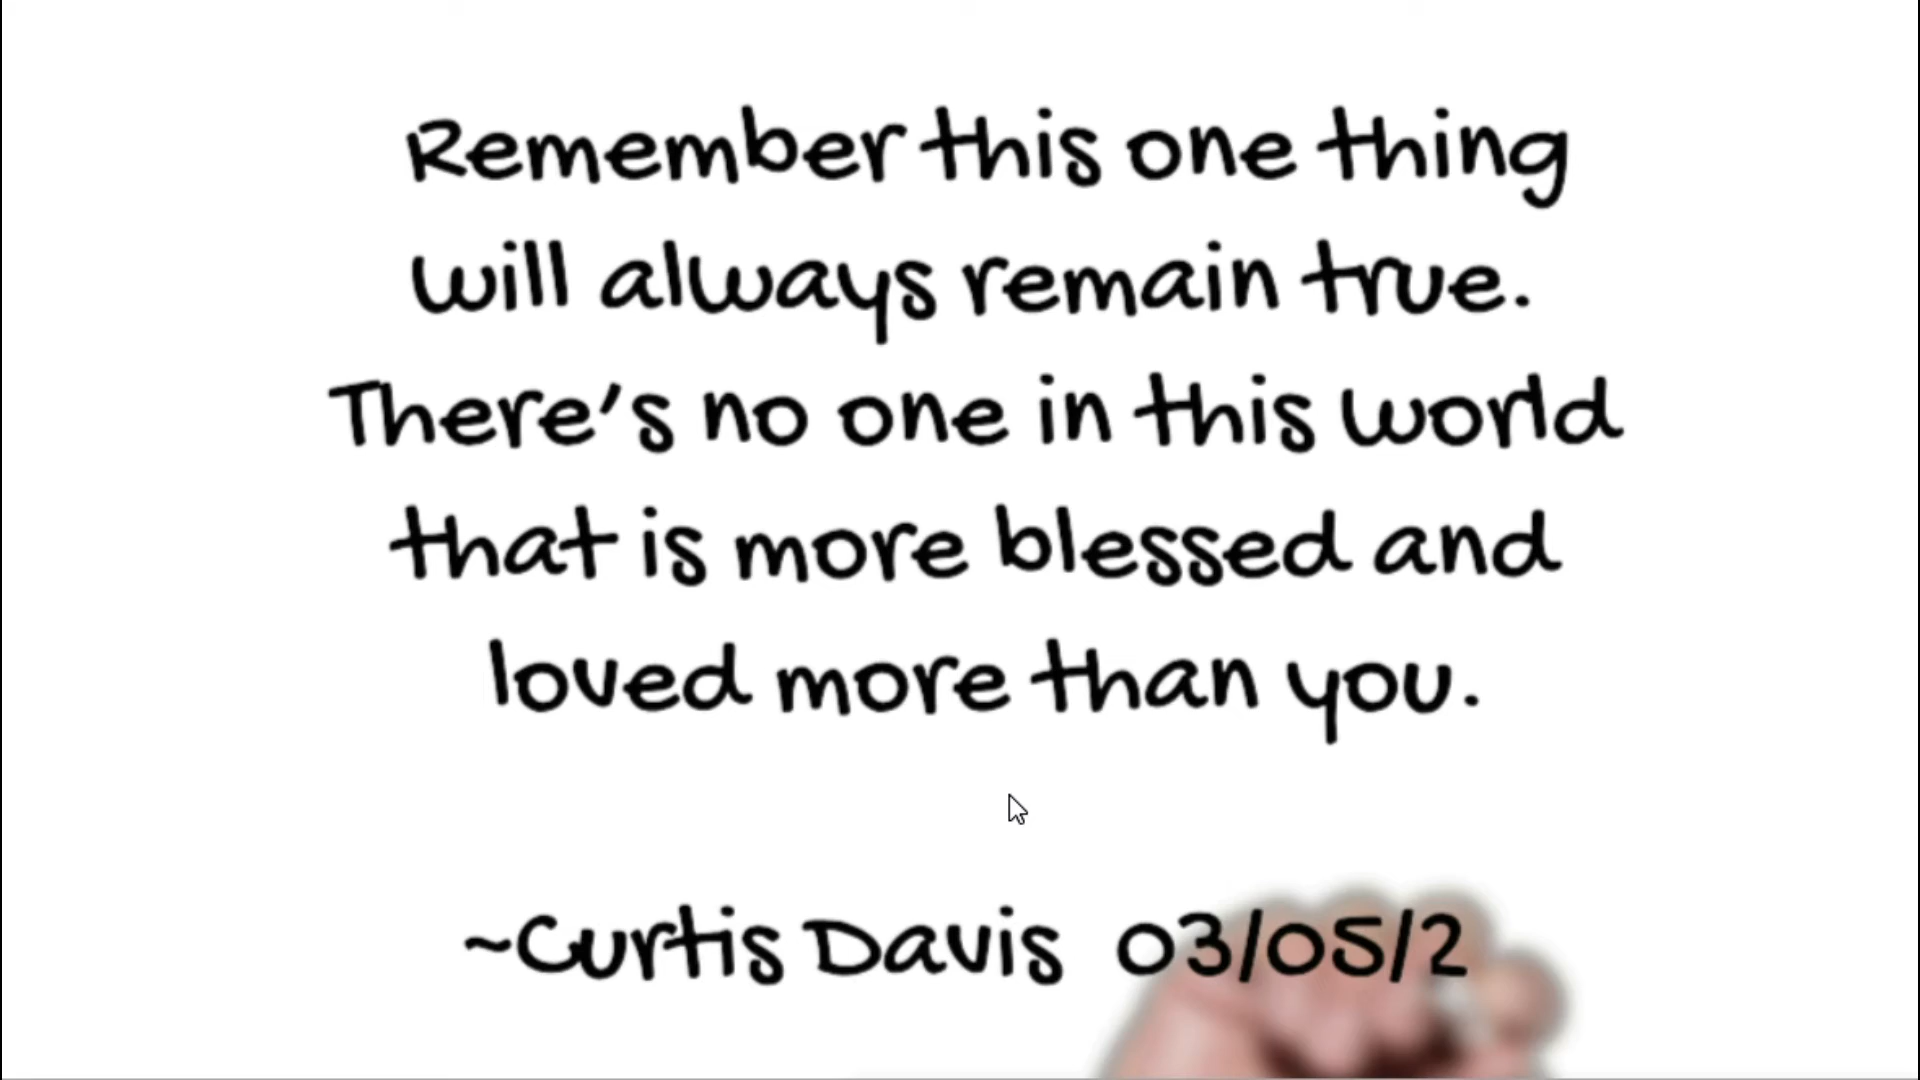 Remember this one thing
will always remain true.
There's no one in this world
that is more blessed and
loved more than you.
~Curtis Davis 03/05/2